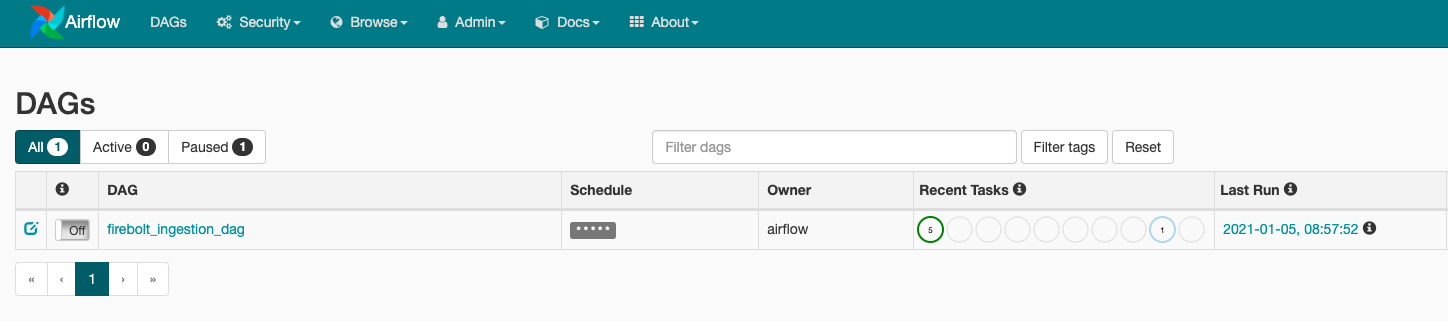 Airflow DAGs Security Browse Admin Docs About
DAGs
All 1 Active 0 Paused 1 Filter dags Filter tags Reset
DAG Schedule Owner Recent Tasks Last Run
Off firebolt_ingestion_dag * * * * * airflow 5 1 2021-01-05, 08:57:52
« ‹ 1 › »